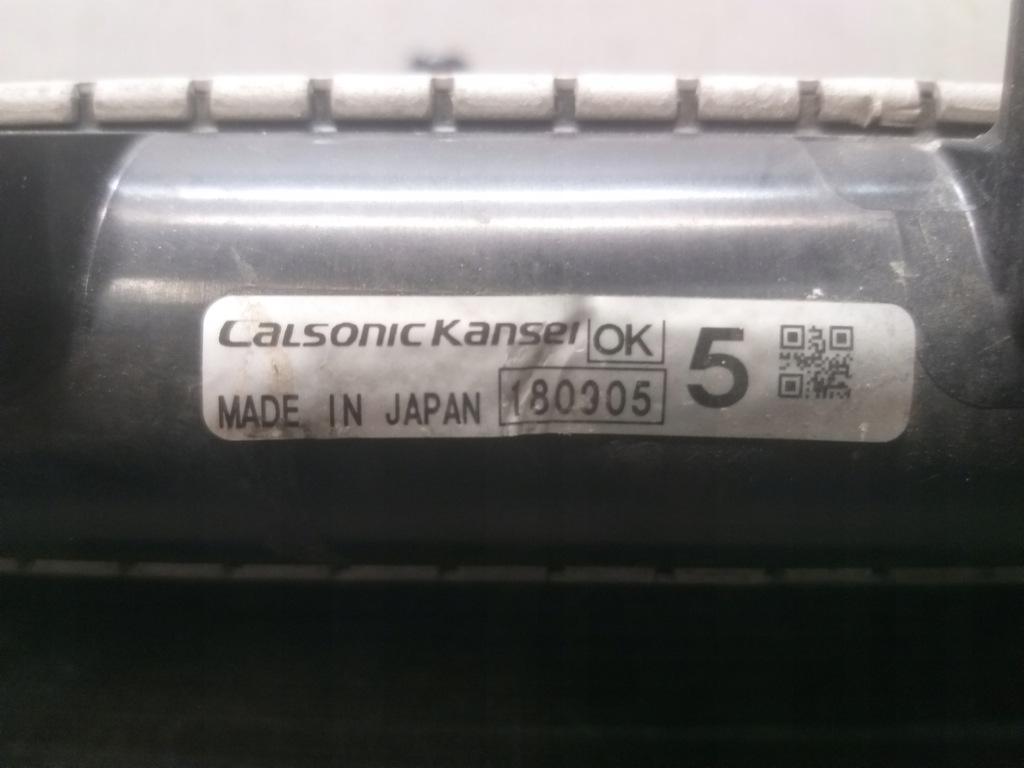 CALSONIC KANSEI OK 5
MADE IN JAPAN 180305